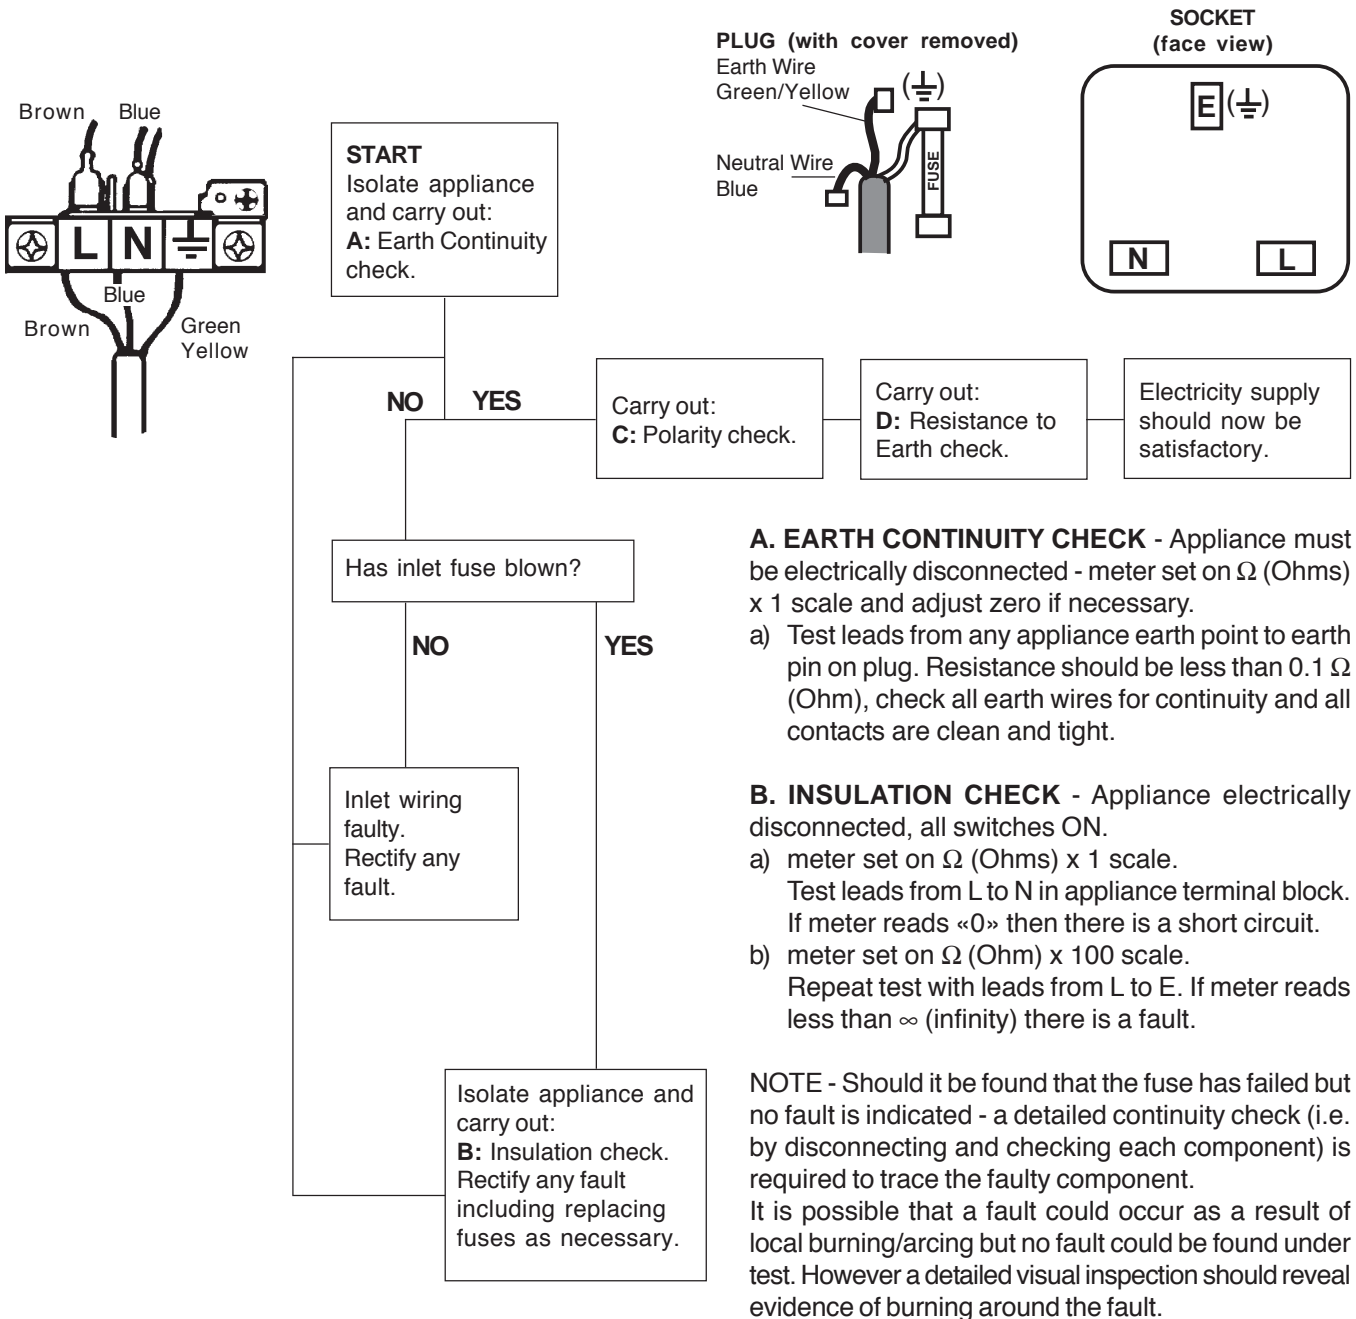 Brown Blue
L N
Blue
Brown
Green
Yellow
PLUG (with cover removed)
Earth Wire
Green/Yellow
Neutral Wire
Blue
FUSE
SOCKET
(face view)
E
N L
START
Isolate appliance
and carry out:
A: Earth Continuity
check.
NO YES
Carry out:
C: Polarity check.
Carry out:
D: Resistance to
Earth check.
Electricity supply
should now be
satisfactory.
Has inlet fuse blown?
NO YES
Inlet wiring
faulty.
Rectify any
fault.
Isolate appliance and
carry out:
B: Insulation check.
Rectify any fault
including replacing
fuses as necessary.
A. EARTH CONTINUITY CHECK - Appliance must
be electrically disconnected - meter set on Ω (Ohms)
x 1 scale and adjust zero if necessary.
a) Test leads from any appliance earth point to earth
pin on plug. Resistance should be less than 0.1 Ω
(Ohm), check all earth wires for continuity and all
contacts are clean and tight.
B. INSULATION CHECK - Appliance electrically
disconnected, all switches ON.
a) meter set on Ω (Ohms) x 1 scale.
Test leads from L to N in appliance terminal block.
If meter reads «0» then there is a short circuit.
b) meter set on Ω (Ohm) x 100 scale.
Repeat test with leads from L to E. If meter reads
less than ∞ (infinity) there is a fault.
NOTE - Should it be found that the fuse has failed but
no fault is indicated - a detailed continuity check (i.e.
by disconnecting and checking each component) is
required to trace the faulty component.
It is possible that a fault could occur as a result of
local burning/arcing but no fault could be found under
test. However a detailed visual inspection should reveal
evidence of burning around the fault.